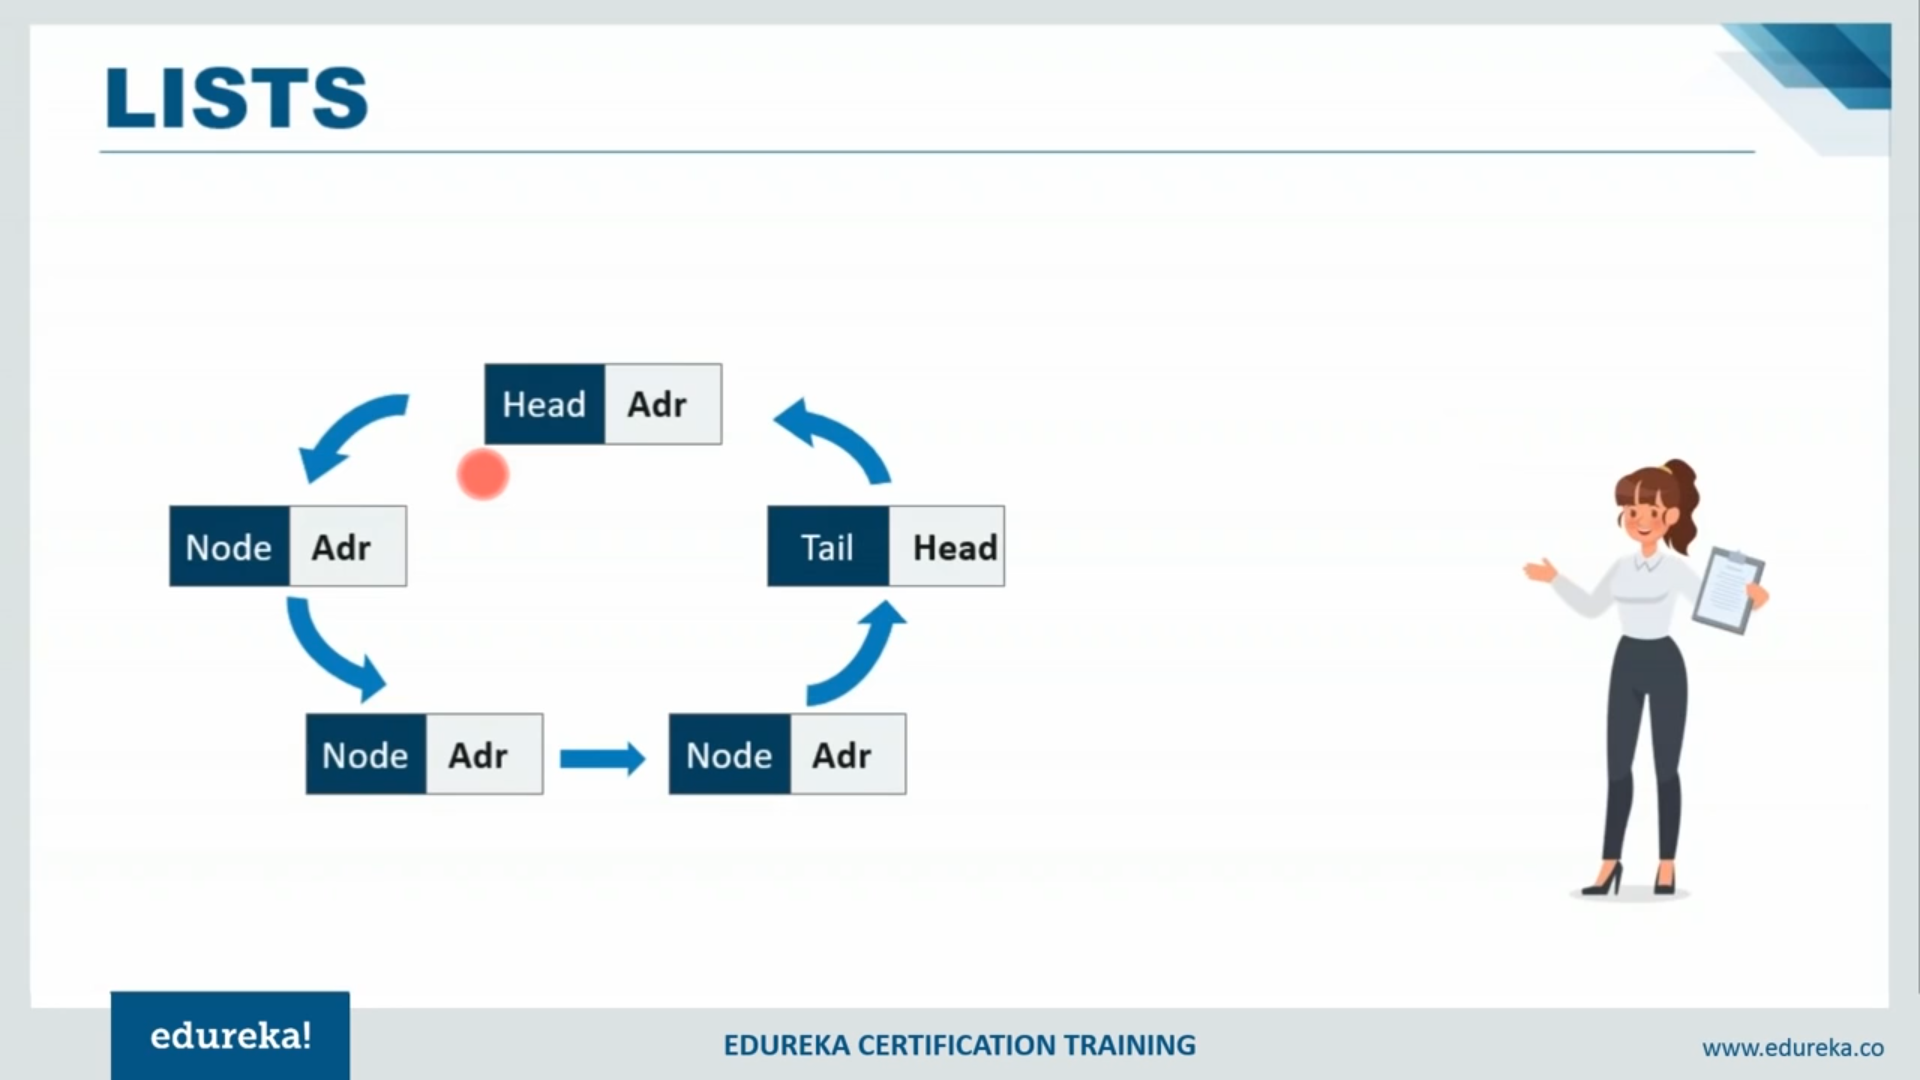 LISTS
Head Adr
Node Adr
Tail Head
Node Adr
Node Adr
edureka!
EDUREKA CERTIFICATION TRAINING
www.edureka.co